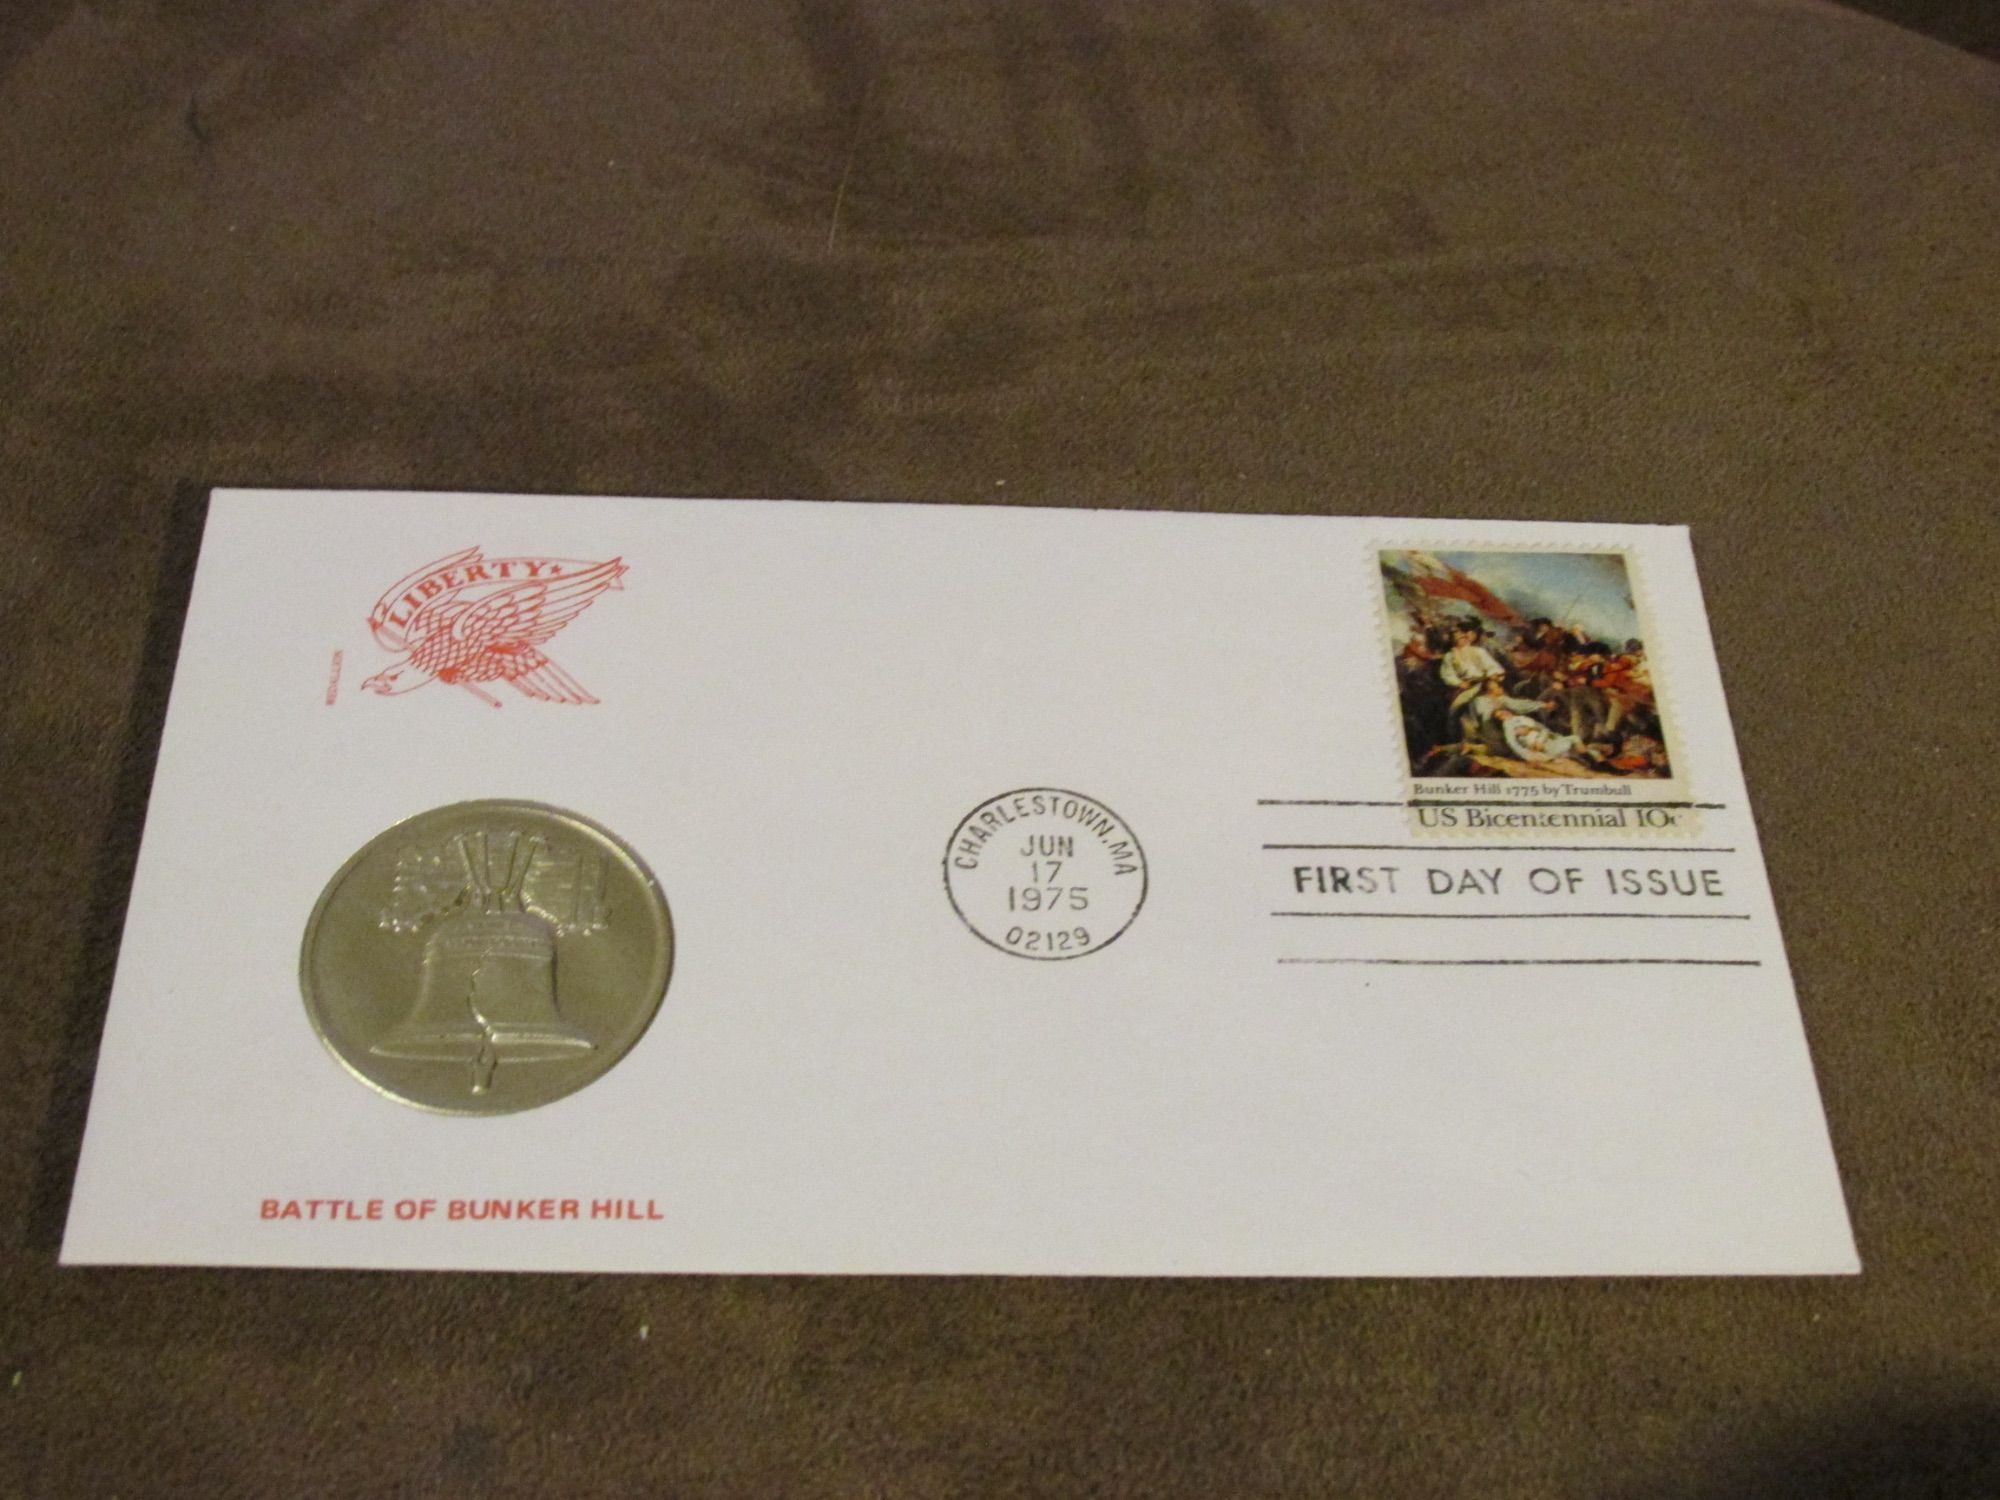 LIBERTY
MEDALLION
Bunker Hill 1775 by Trumbull
US Bicentennial 10c
CHARLESTOWN, MA
JUN
17
1975
02129
FIRST DAY OF ISSUE
BATTLE OF BUNKER HILL